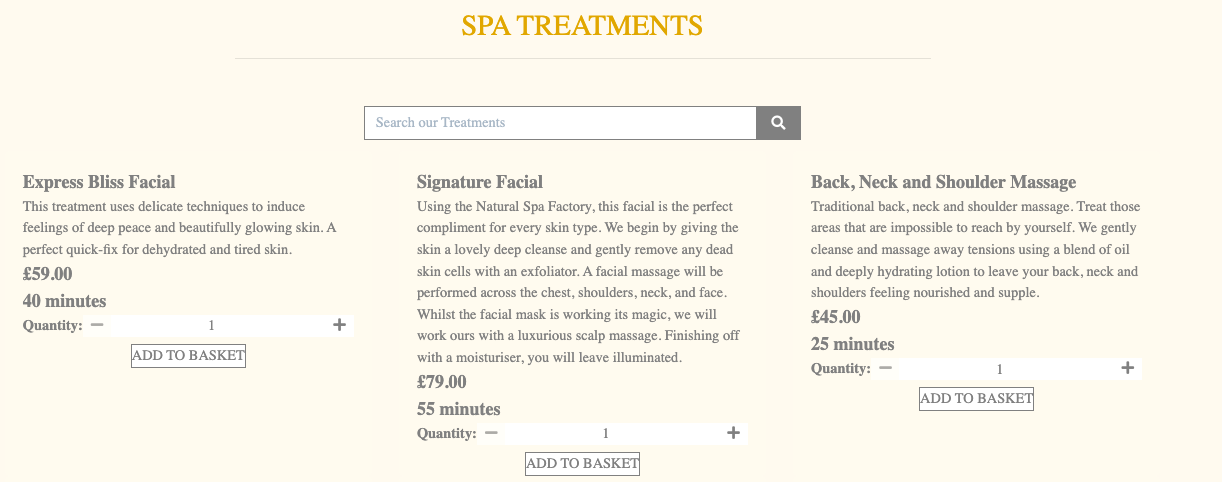 SPA TREATMENTS
Search our Treatments
Express Bliss Facial
This treatment uses delicate techniques to induce
feelings of deep peace and beautifully glowing skin. A
perfect quick-fix for dehydrated and tired skin.
£59.00
40 minutes
Quantity: 1
ADD TO BASKET
Signature Facial
Using the Natural Spa Factory, this facial is the perfect
compliment for every skin type. We begin by giving the
skin a lovely deep cleanse and gently remove any dead
skin cells with an exfoliator. A facial massage will be
performed across the chest, shoulders, neck, and face.
Whilst the facial mask is working its magic, we will
work ours with a luxurious scalp massage. Finishing off
with a moisturiser, you will leave illuminated.
£79.00
55 minutes
Quantity: 1
ADD TO BASKET
Back, Neck and Shoulder Massage
Traditional back, neck and shoulder massage. Treat those
areas that are impossible to reach by yourself. We gently
cleanse and massage away tensions using a blend of oil
and deeply hydrating lotion to leave your back, neck and
shoulders feeling nourished and supple.
£45.00
25 minutes
Quantity: 1
ADD TO BASKET